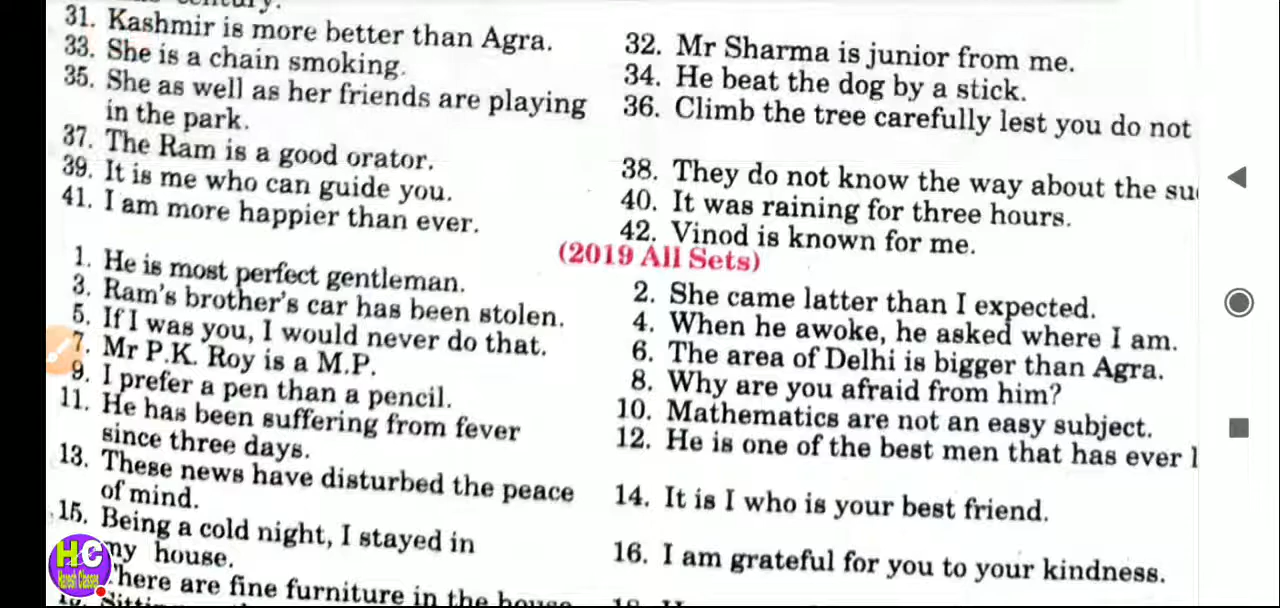 31. Kashmir is more better than Agra.
33. She is a chain smoking.
35. She as well as her friends are playing
in the park.
37. The Ram is a good orator.
39. It is me who can guide you.
41. I am more happier than ever.
32. Mr Sharma is junior from me.
34. He beat the dog by a stick.
36. Climb the tree carefully lest you do not
38. They do not know the way about the
40. It was raining for three hours.
42. Vinod is known for me.
(2019 All Sets)
1. He is most perfect gentleman.
3. Ram's brother's car has been stolen.
5. If I was you, I would never do that.
7. Mr P.K. Roy is a M.P.
9. I prefer a pen than a pencil.
11. He has been suffering from fever
since three days.
13. These news have disturbed the peace
of mind.
15. Being a cold night, I stayed in
my house.
here are fine furniture in the house
2. She came latter than I expected.
4. When he awoke, he asked where I am.
6. The area of Delhi is bigger than Agra.
8. Why are you afraid from him?
10. Mathematics are not an easy subject.
12. He is one of the best men that has ever
14. It is I who is your best friend.
16. I am grateful for you to your kindness.
HC
Classes